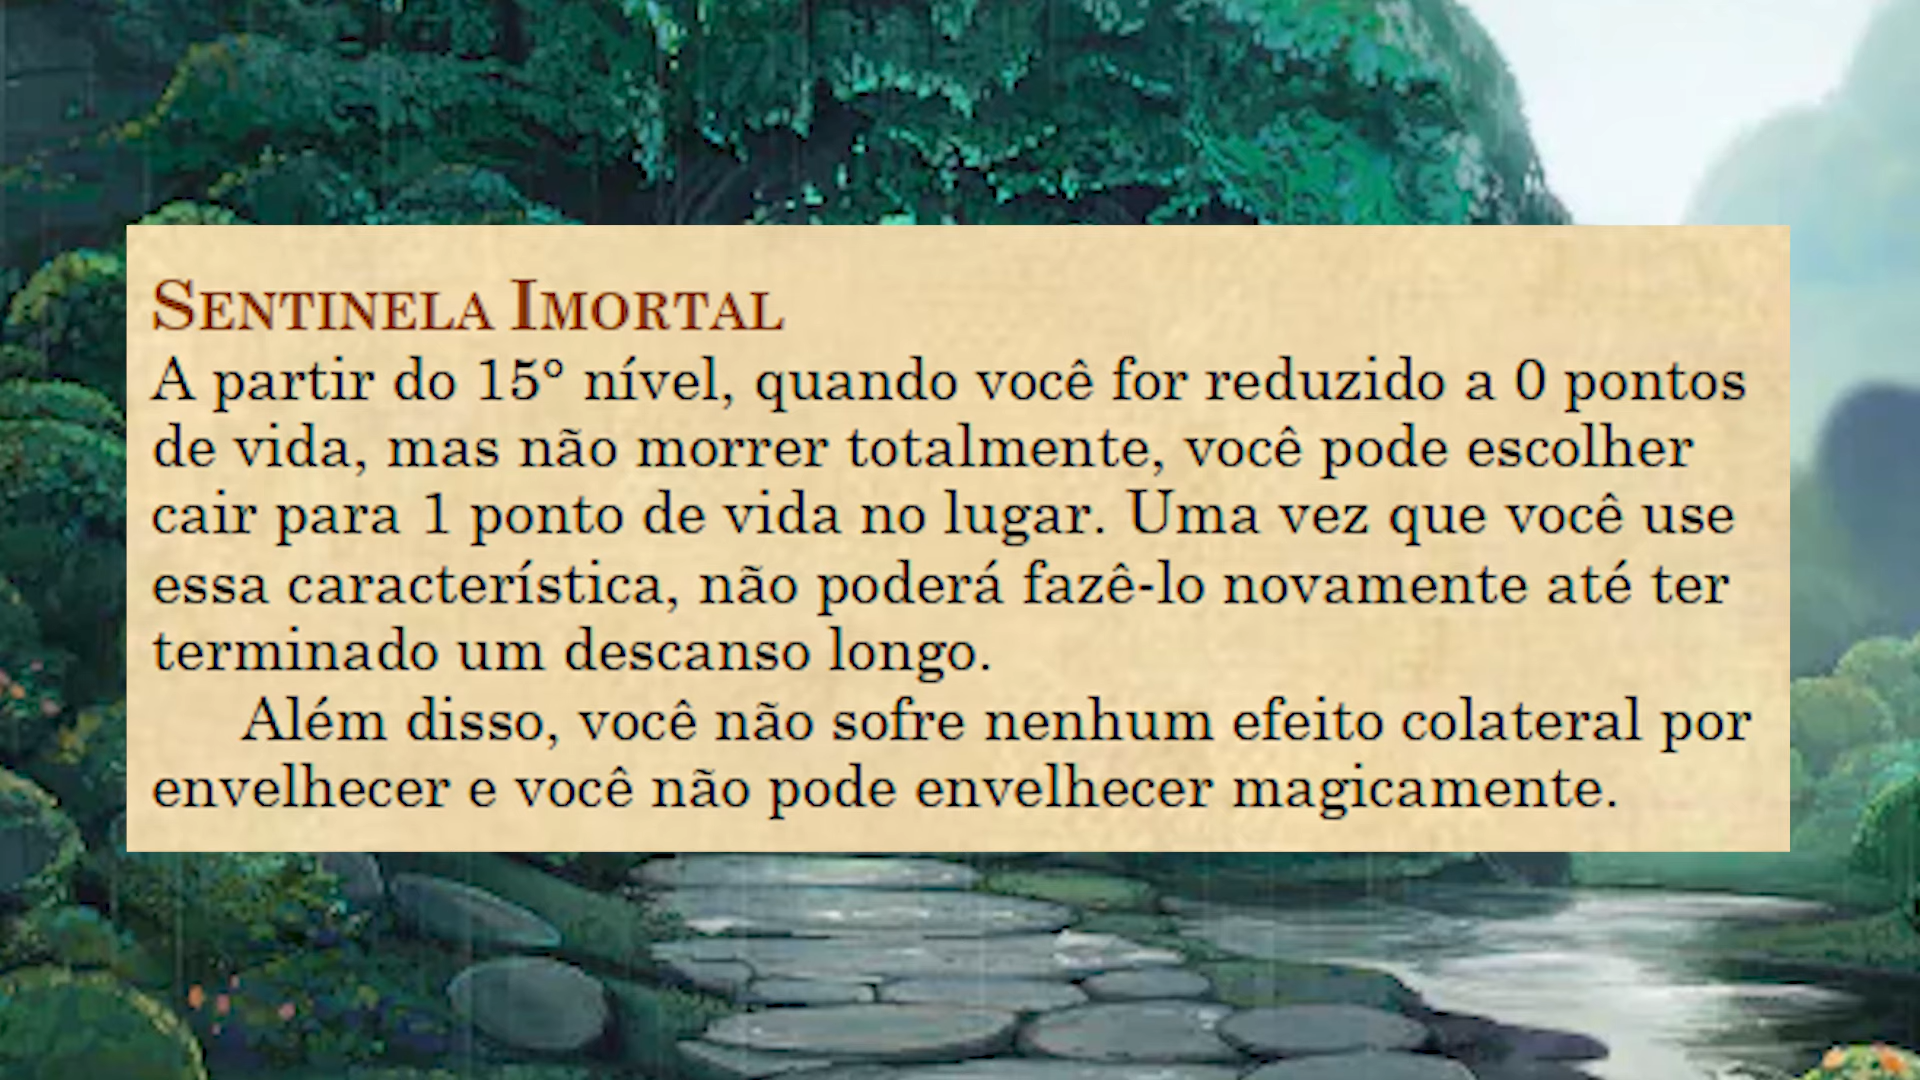 Sentinela Imortal
A partir do 15° nível, quando você for reduzido a 0 pontos
de vida, mas não morrer totalmente, você pode escolher
cair para 1 ponto de vida no lugar. Uma vez que você use
essa característica, não poderá fazê-lo novamente até ter
terminado um descanso longo.
Além disso, você não sofre nenhum efeito colateral por
envelhecer e você não pode envelhecer magicamente.